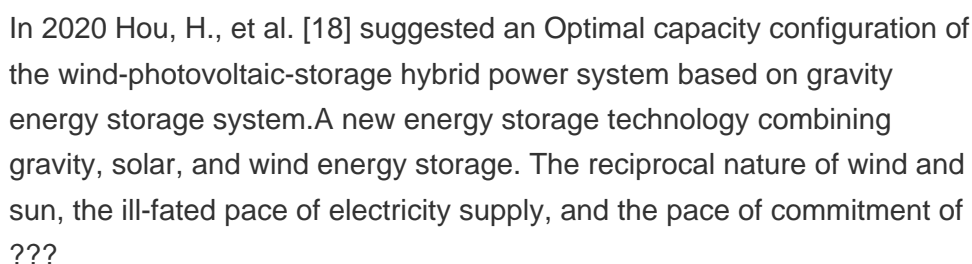 In 2020 Hou, H., et al. [18] suggested an Optimal capacity configuration of
the wind-photovoltaic-storage hybrid power system based on gravity
energy storage system.A new energy storage technology combining
gravity, solar, and wind energy storage. The reciprocal nature of wind and
sun, the ill-fated pace of electricity supply, and the pace of commitment of
???